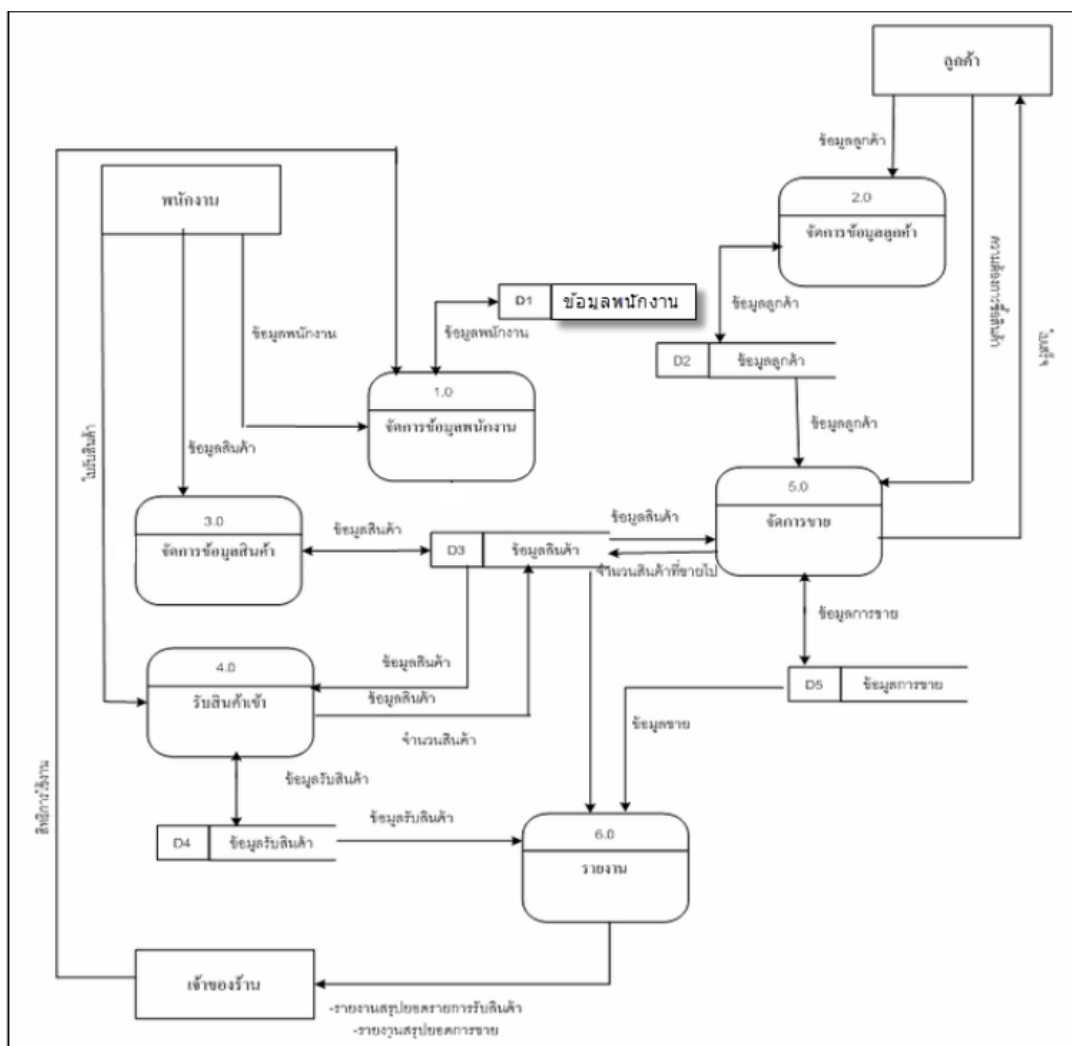 ลูกค้า
ข้อมูลลูกค้า
พนักงาน
2.0
จัดการข้อมูลลูกค้า
ความต้องการซื้อสินค้า
ใบเสร็จ
D1 ข้อมูลพนักงาน
ข้อมูลพนักงาน
ข้อมูลพนักงาน
ข้อมูลลูกค้า
D2 ข้อมูลลูกค้า
1.0
จัดการข้อมูลพนักงาน
ข้อมูลลูกค้า
ใบรับสินค้า
ข้อมูลสินค้า
5.0
จัดการขาย
3.0
จัดการข้อมูลสินค้า
ข้อมูลสินค้า
D3 ข้อมูลสินค้า
ข้อมูลสินค้า
จำนวนสินค้าที่ขายไป
ข้อมูลการขาย
4.0
รับสินค้าเข้า
ข้อมูลสินค้า
ข้อมูลสินค้า
จำนวนสินค้า
D5 ข้อมูลการขาย
ข้อมูลขาย
ข้อมูลรับสินค้า
สิทธิการใช้งาน
D4 ข้อมูลรับสินค้า
ข้อมูลรับสินค้า
6.0
รายงาน
เจ้าของร้าน
-รายงานสรุปยอดรายการรับสินค้า
-รายงานสรุปยอดการขาย